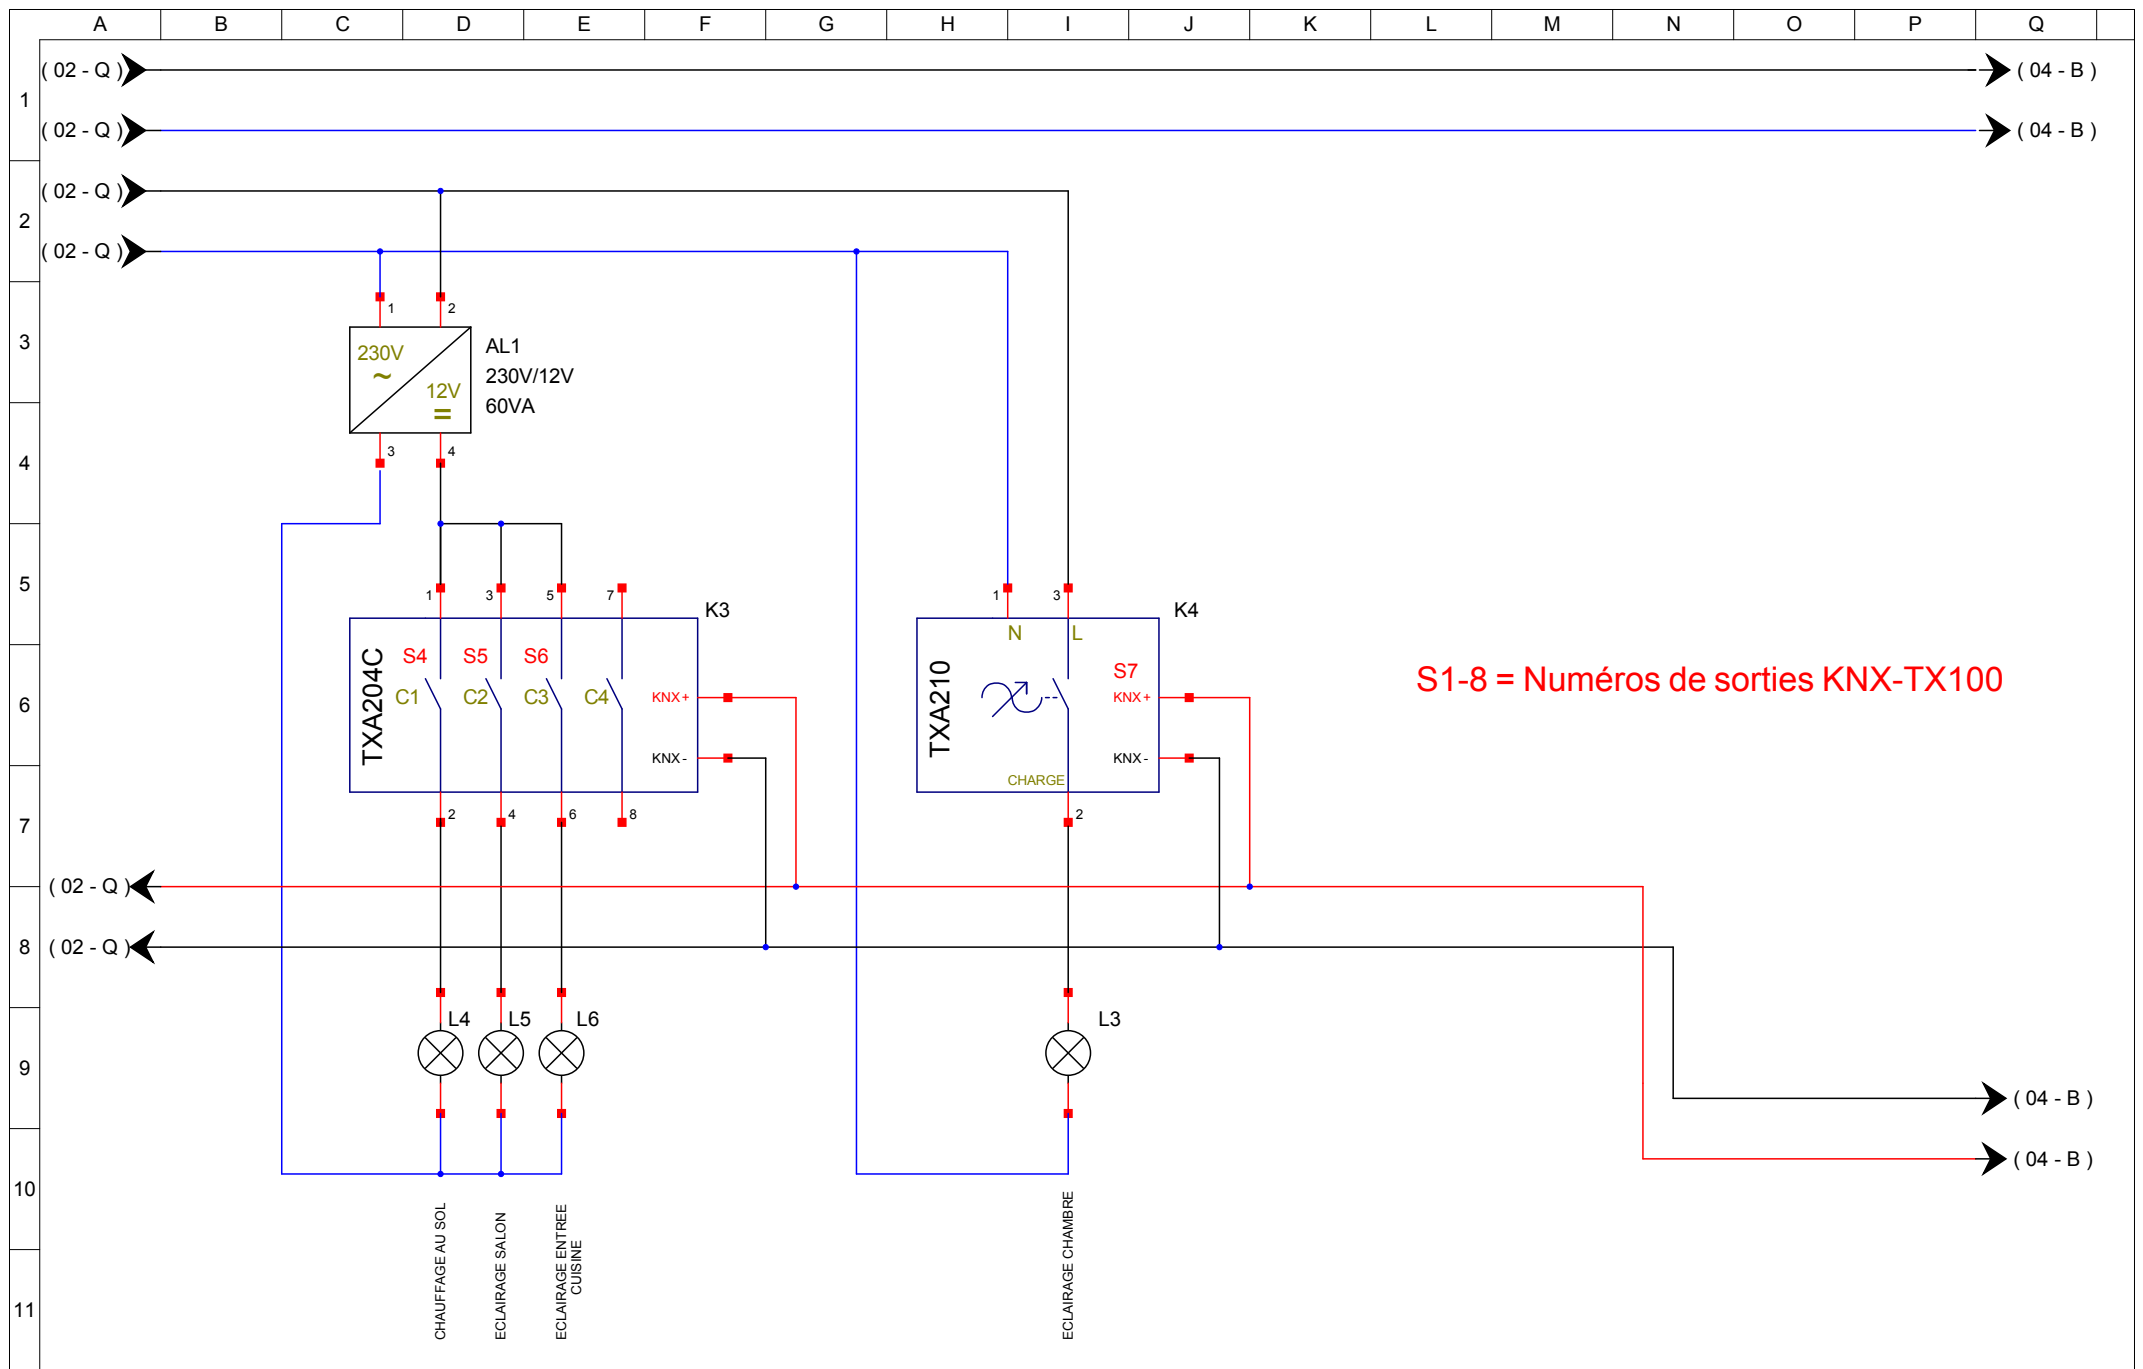 A B C D E F G H I J K L M N O P Q
( 02 - Q ) ( 04 - B )
1
( 02 - Q ) ( 04 - B )
( 02 - Q )
2
( 02 - Q )
1 2
3
230V
~
12V
=
AL1
230V/12V
60VA
3 4
4
5
1 3 5 7
K3
1 3
K4
TXA204C
S4 S5 S6
C1 C2 C3 C4
KNX+
KNX-
N L
TXA210
S7
KNX+
KNX-
CHARGE
S1-8 = Numéros de sorties KNX-TX100
6
2 4 6 8
2
7
( 02 - Q )
8
( 02 - Q )
L4 L5 L6
L3
9
( 04 - B )
( 04 - B )
10
CHAUFFAGE AU SOL
ECLAIRAGE SALON
ECLAIRAGE ENTREE
CUISINE
ECLAIRAGE CHAMBRE
11